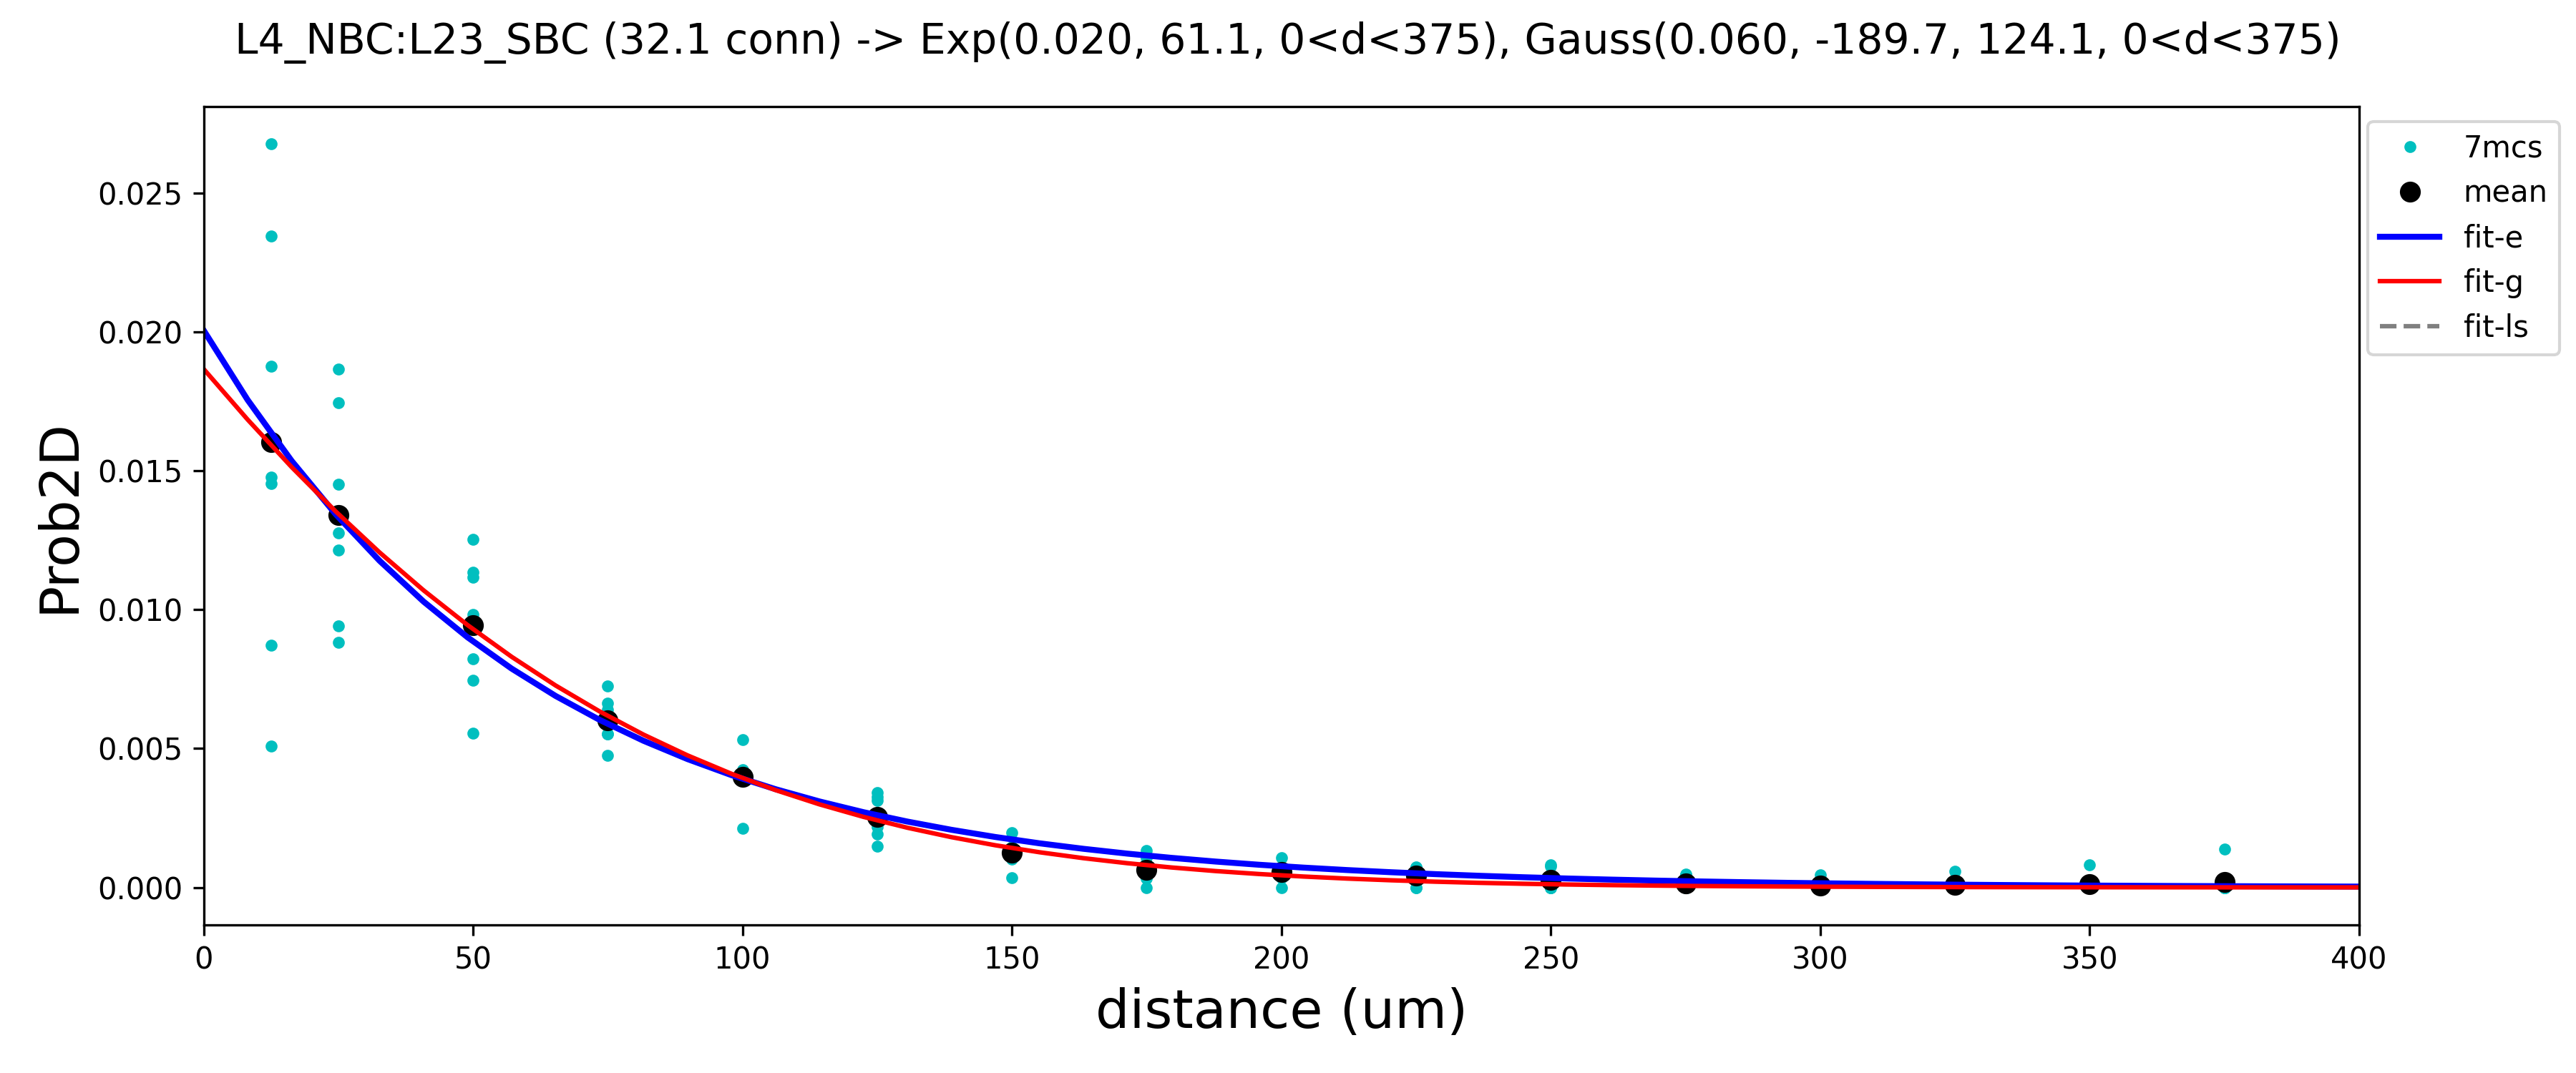 L4_NBC:L23_SBC (32.1 conn) -> Exp(0.020, 61.1, 0<d<375), Gauss(0.060, -189.7, 124.1, 0<d<375)
7mcs
mean
fit-e
fit-g
fit-ls
Prob2D
0.025
0.020
0.015
0.010
0.005
0.000
0 50 100 150 200 250 300 350 400
distance (um)